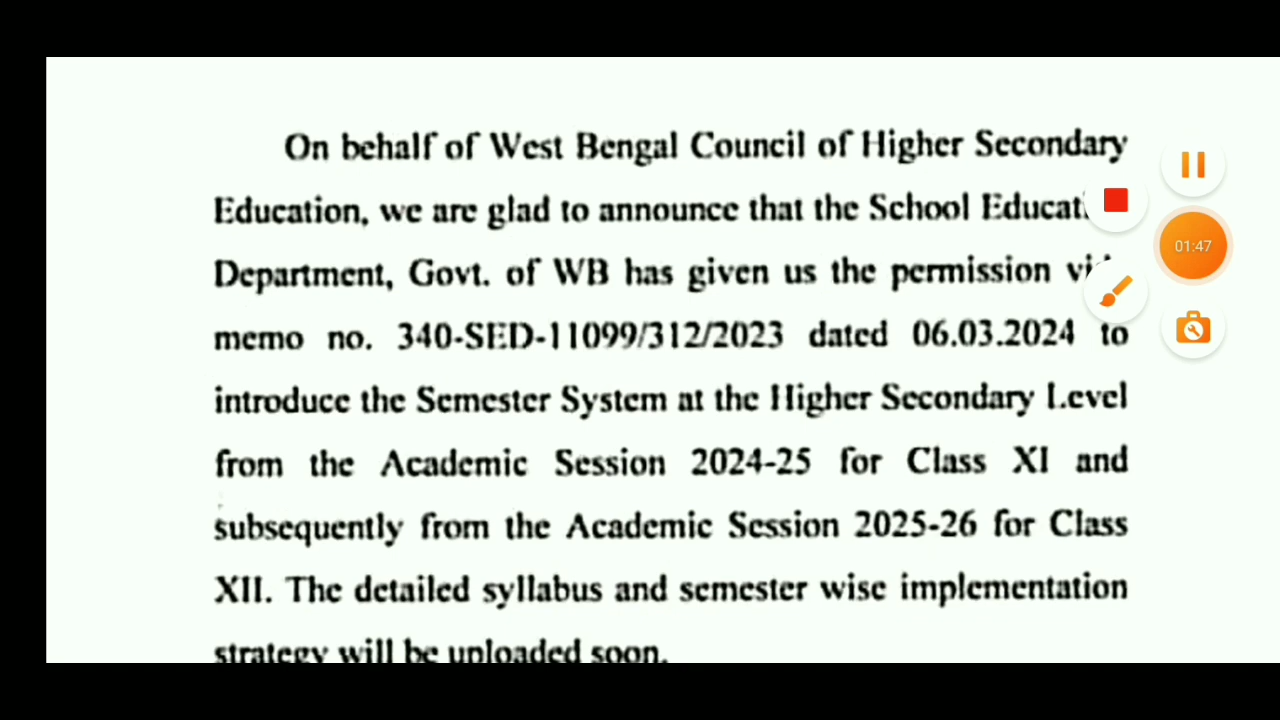 On behalf of West Bengal Council of Higher Secondary
Education, we are glad to announce that the School Educati
Department, Govt. of WB has given us the permission vid
memo no. 340-SED-11099/312/2023 dated 06.03.2024 to
introduce the Semester System at the Higher Secondary Level
from the Academic Session 2024-25 for Class XI and
subsequently from the Academic Session 2025-26 for Class
XII. The detailed syllabus and semester wise implementation
strategy will be uploaded soon.
01:47